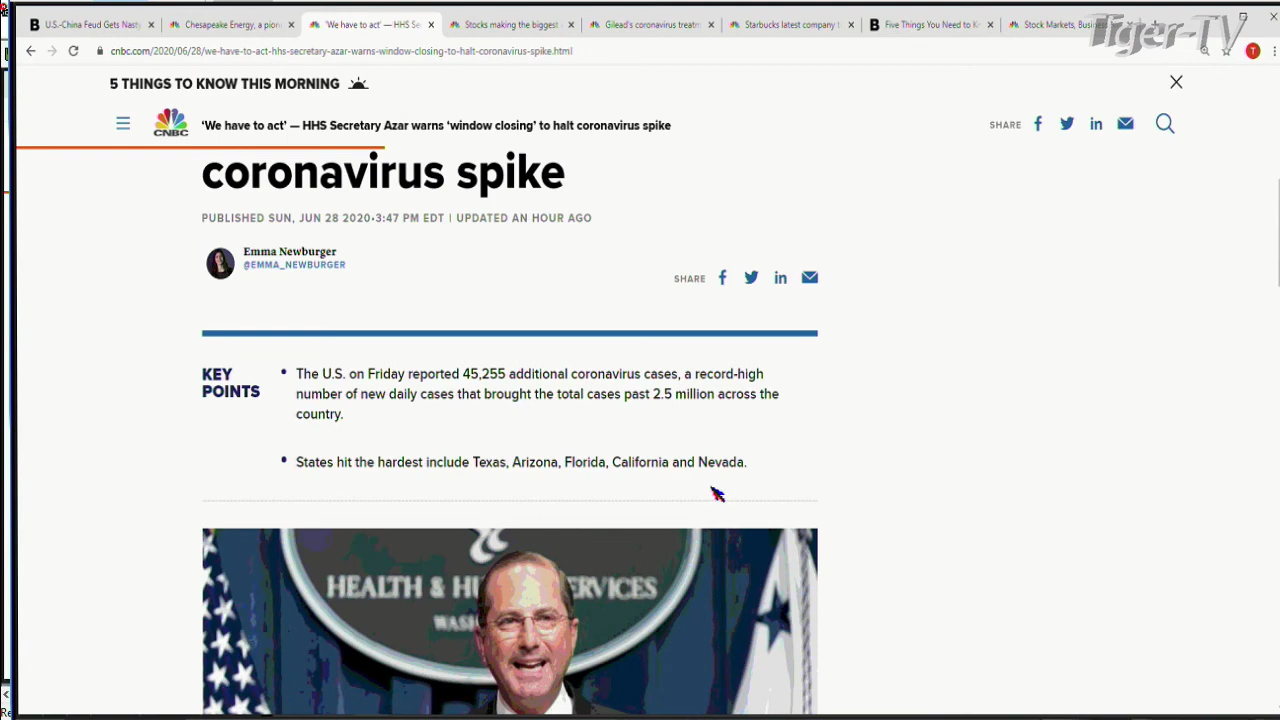 U.S.-China Feud Gets Nast
Chesapeake Energy, a pion
'We have to act' — HHS Se
Stocks making the biggest
Gilead's coronavirus treatm
Starbucks latest company t
Five Things You Need to K
Stock Markets, Business
Tiger-TV
cnbc.com/2020/06/28/we-have-to-act-hhs-secretary-azar-warns-window-closing-to-halt-coronavirus-spike.html
T
5 THINGS TO KNOW THIS MORNING
CNBC
‘We have to act’ — HHS Secretary Azar warns ‘window closing’ to halt coronavirus spike
SHARE
coronavirus spike
PUBLISHED SUN, JUN 28 2020•3:47 PM EDT | UPDATED AN HOUR AGO
Emma Newburger
@EMMA_NEWBURGER
SHARE
KEY
POINTS
• The U.S. on Friday reported 45,255 additional coronavirus cases, a record-high
number of new daily cases that brought the total cases past 2.5 million across the
country.
• States hit the hardest include Texas, Arizona, Florida, California and Nevada.
HEALTH & HU ERVICES
WAS